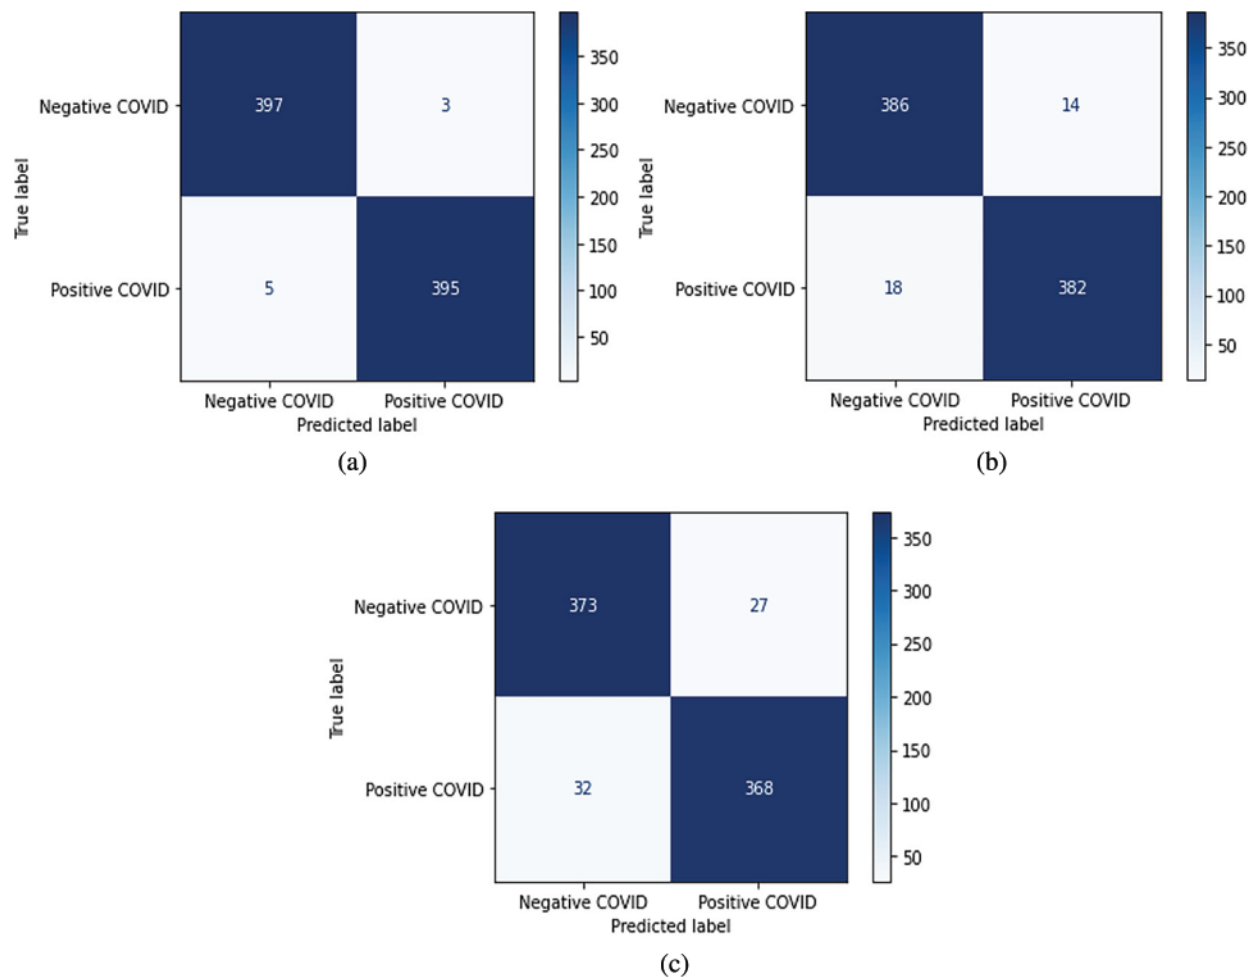 Negative COVID
397
3
Positive COVID
5
395
True label
Negative COVID
Positive COVID
Predicted label
350
300
250
200
150
100
50
(a)
Negative COVID
386
14
Positive COVID
18
382
True label
Negative COVID
Positive COVID
Predicted label
350
300
250
200
150
100
50
(b)
Negative COVID
373
27
Positive COVID
32
368
True label
Negative COVID
Positive COVID
Predicted label
350
300
250
200
150
100
50
(c)